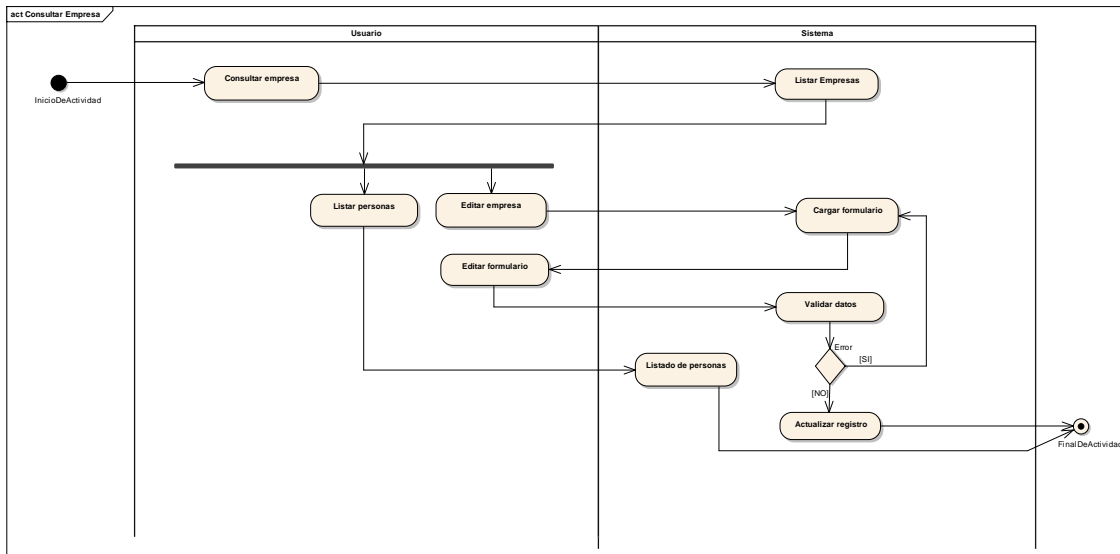 act Consultar Empresa
Usuario
Sistema
Consultar empresa
Listar Empresas
InicioDeActividad
Listar personas
Editar empresa
Cargar formulario
Editar formulario
Validar datos
Error
[SI]
Listado de personas
[NO]
Actualizar registro
FinalDeActividad